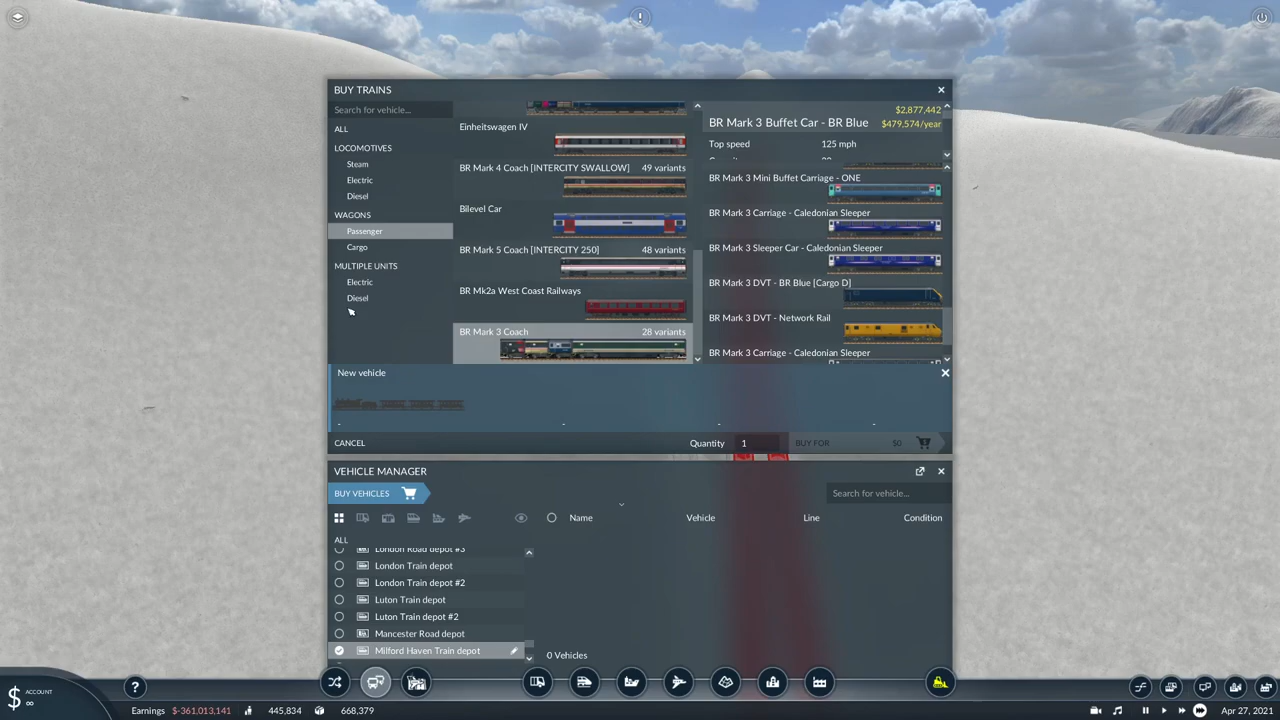 BUY TRAINS
Search for vehicle...
ALL
LOCOMOTIVES
Steam
Electric
Diesel
WAGONS
Passenger
Cargo
MULTIPLE UNITS
Electric
Diesel
Einheitswagen IV
BR Mark 4 Coach [INTERCITY SWALLOW] 49 variants
Bilevel Car
BR Mark 5 Coach [INTERCITY 250] 48 variants
BR Mk2a West Coast Railways
BR Mark 3 Coach 28 variants
$2,877,442
BR Mark 3 Buffet Car - BR Blue $479,574/year
Top speed 125 mph
BR Mark 3 Mini Buffet Carriage - ONE
BR Mark 3 Carriage - Caledonian Sleeper
BR Mark 3 Sleeper Car - Caledonian Sleeper
BR Mark 3 DVT - BR Blue [Cargo D]
BR Mark 3 DVT - Network Rail
BR Mark 3 Carriage - Caledonian Sleeper
New vehicle
- - - -
CANCEL Quantity 1 BUY FOR $0
VEHICLE MANAGER
BUY VEHICLES Search for vehicle...
Name Vehicle Line Condition
ALL
London Road depot #3
London Train depot
London Train depot #2
Luton Train depot
Luton Train depot #2
Mancester Road depot
Milford Haven Train depot
0 Vehicles
$ ACCOUNT ∞
?
Earnings $-361,013,141 445,834 668,379 Apr 27, 2021